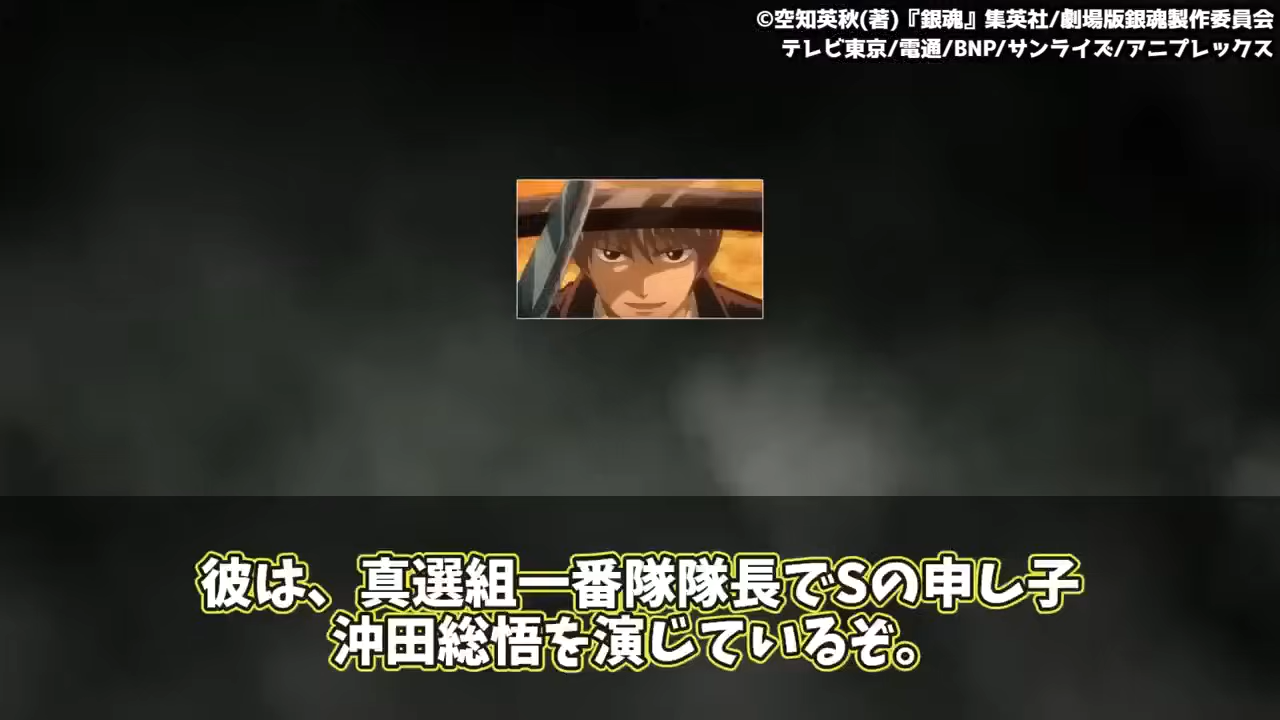 ©空知英秋(著)『銀魂』集英社/劇場版銀魂製作委員会
テレビ東京/電通/BNP/サンライズ/アニプレックス
彼は、真選組一番隊隊長でSの申し子
沖田総悟を演じているぞ。